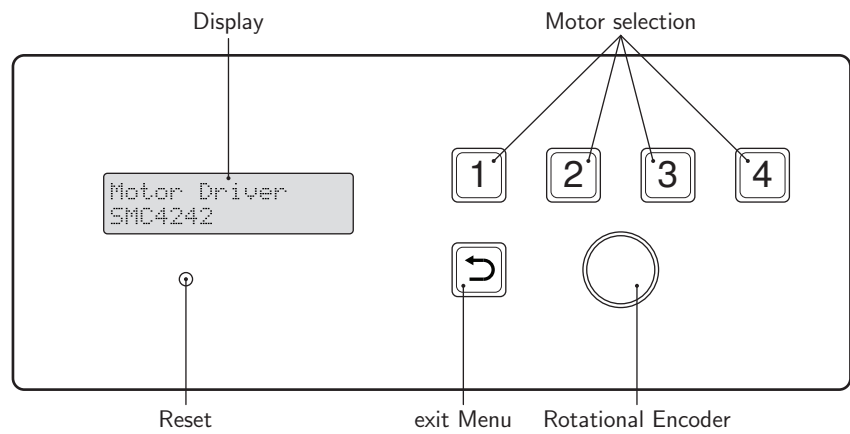 Display
Motor selection
Motor Driver
SMC4242
1
2
3
4
Reset
exit Menu
Rotational Encoder